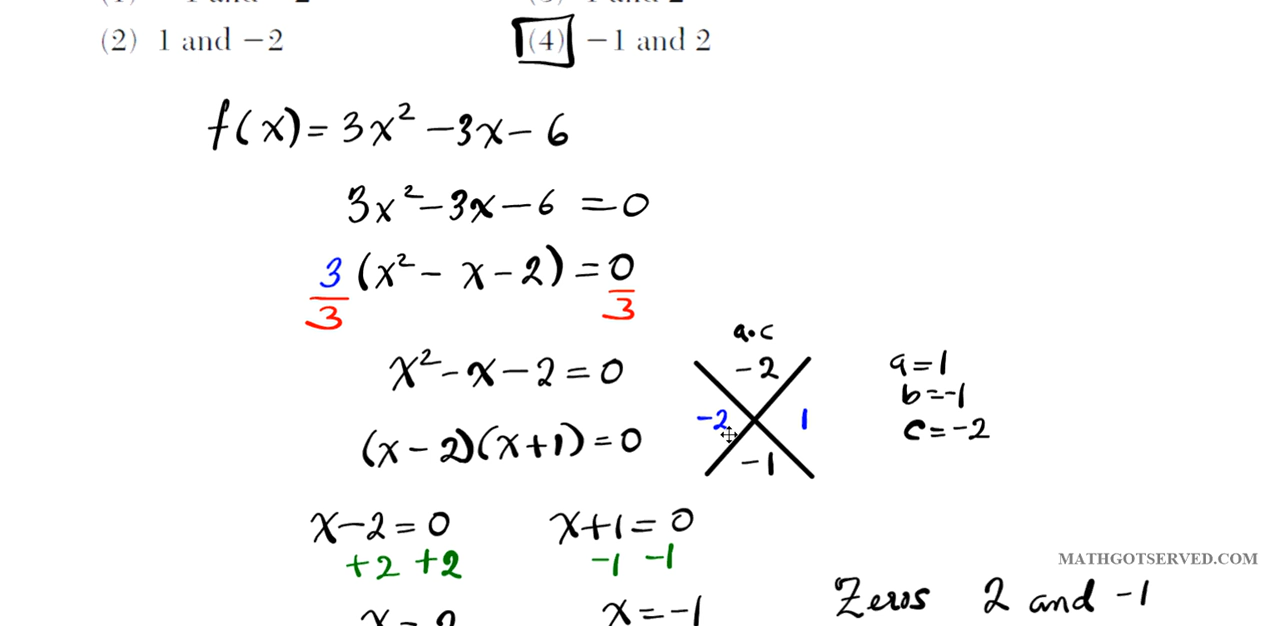 (2) 1 and −2
(4) −1 and 2
f(x) = 3x² − 3x − 6
3x² − 3x − 6 = 0
3/3 (x² − x − 2) = 0/3
a·c
x² − x − 2 = 0
−2
a = 1
b = −1
(x − 2)(x + 1) = 0
−2 1
c = −2
−1
x − 2 = 0
x + 1 = 0
+2 +2
−1 −1
MATHGOTSERVED.COM
x = −1
Zeros 2 and −1